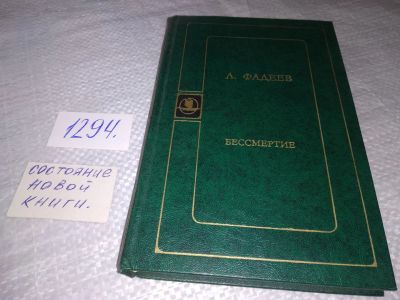 А. ФАДЕЕВ
БЕССМЕРТИЕ
1294.
состояние
новой
книги.